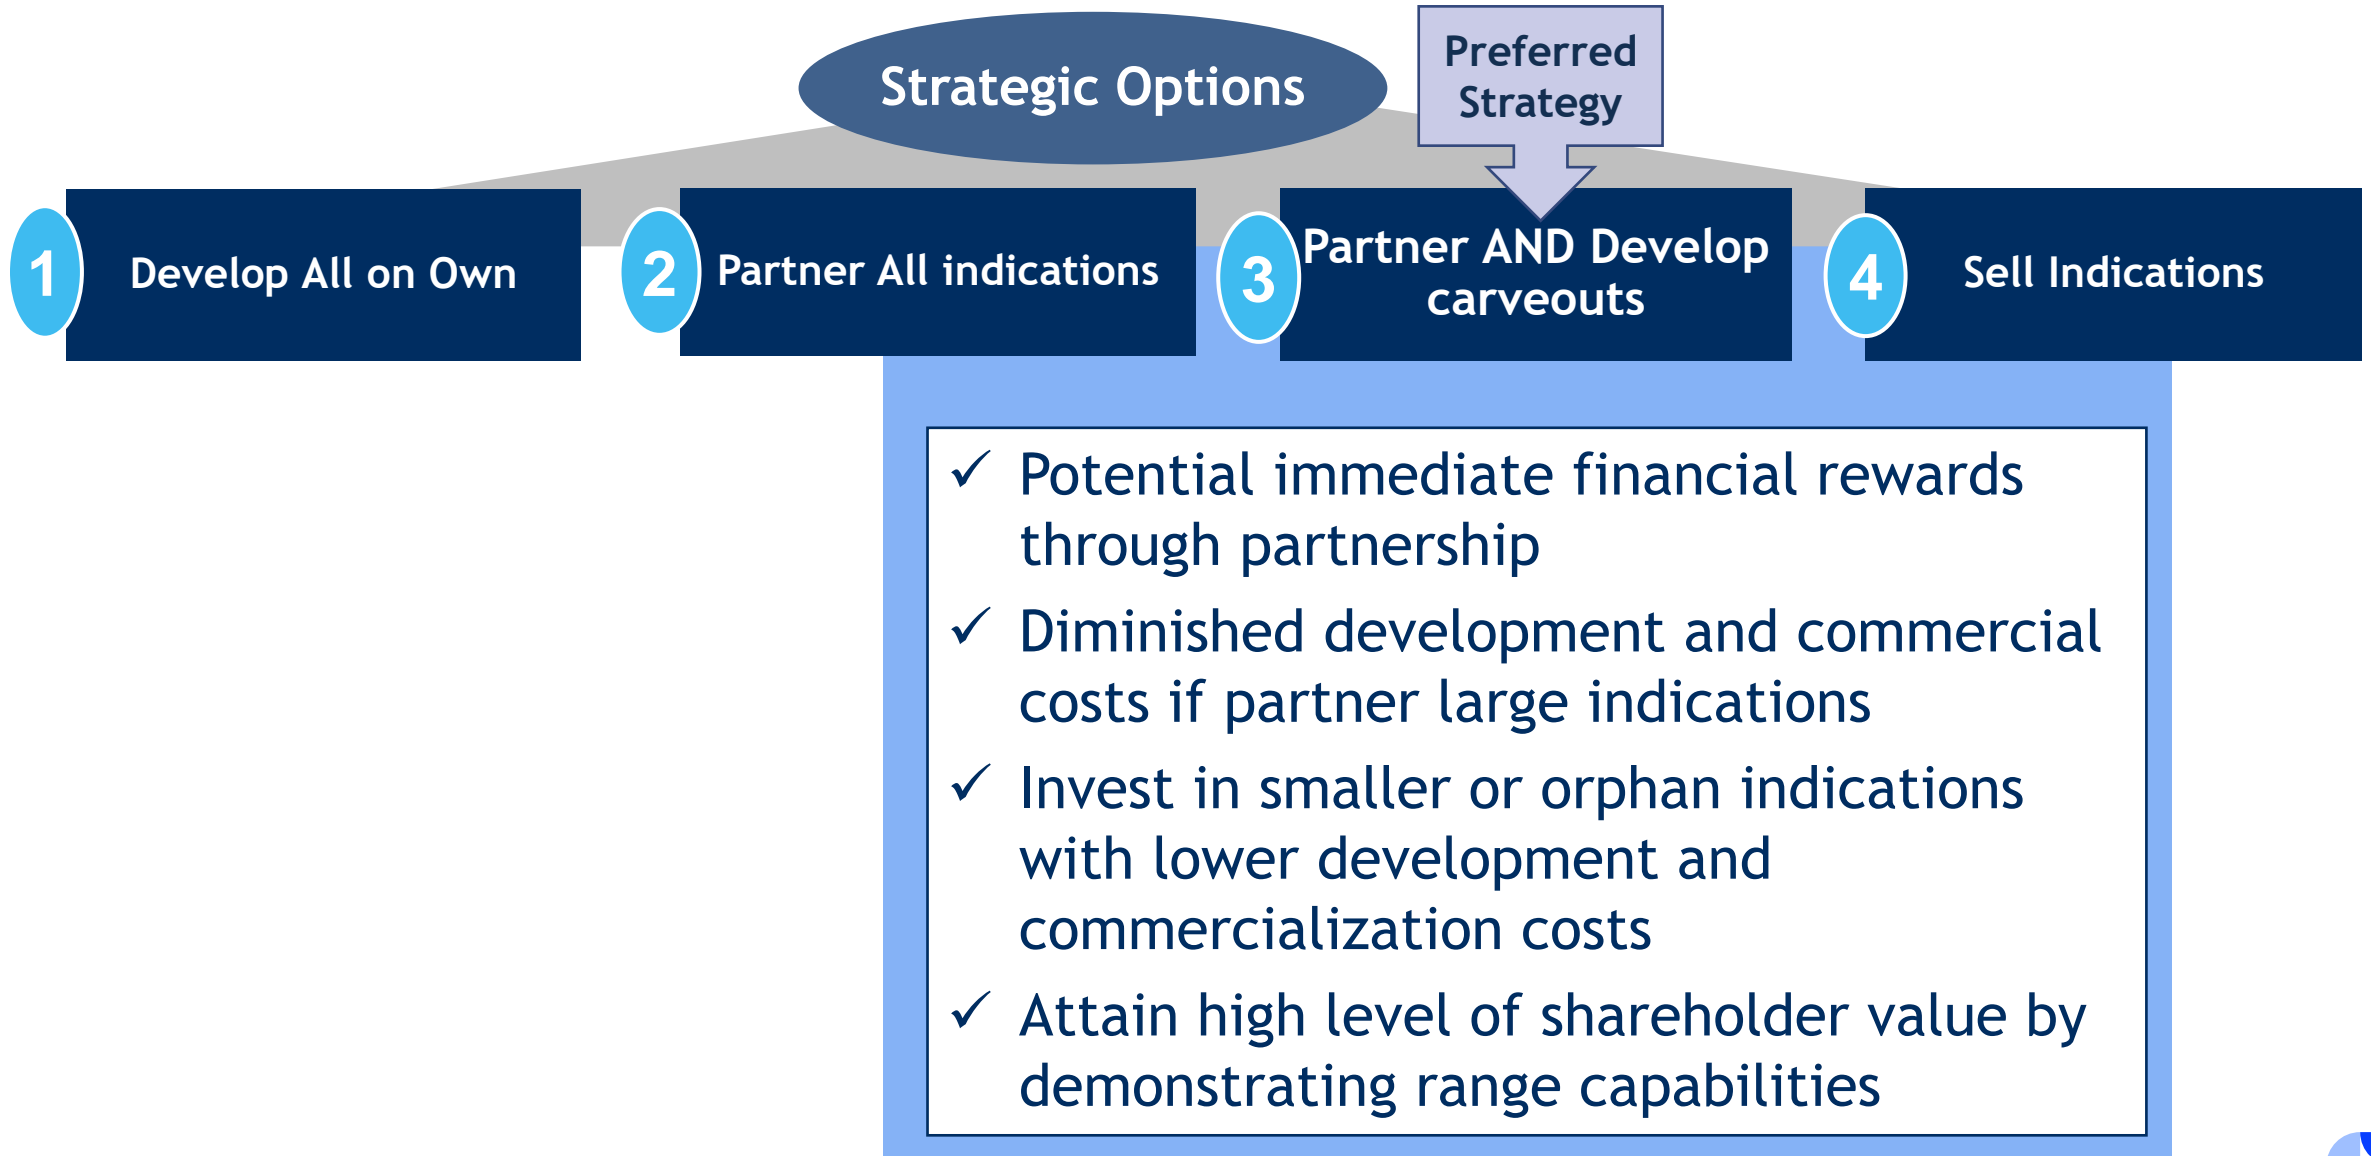 Strategic Options
Preferred
Strategy
1
Develop All on Own
2
Partner All indications
3
Partner AND Develop
carveouts
4
Sell Indications
✓ Potential immediate financial rewards
through partnership
✓ Diminished development and commercial
costs if partner large indications
✓ Invest in smaller or orphan indications
with lower development and
commercialization costs
✓ Attain high level of shareholder value by
demonstrating range capabilities